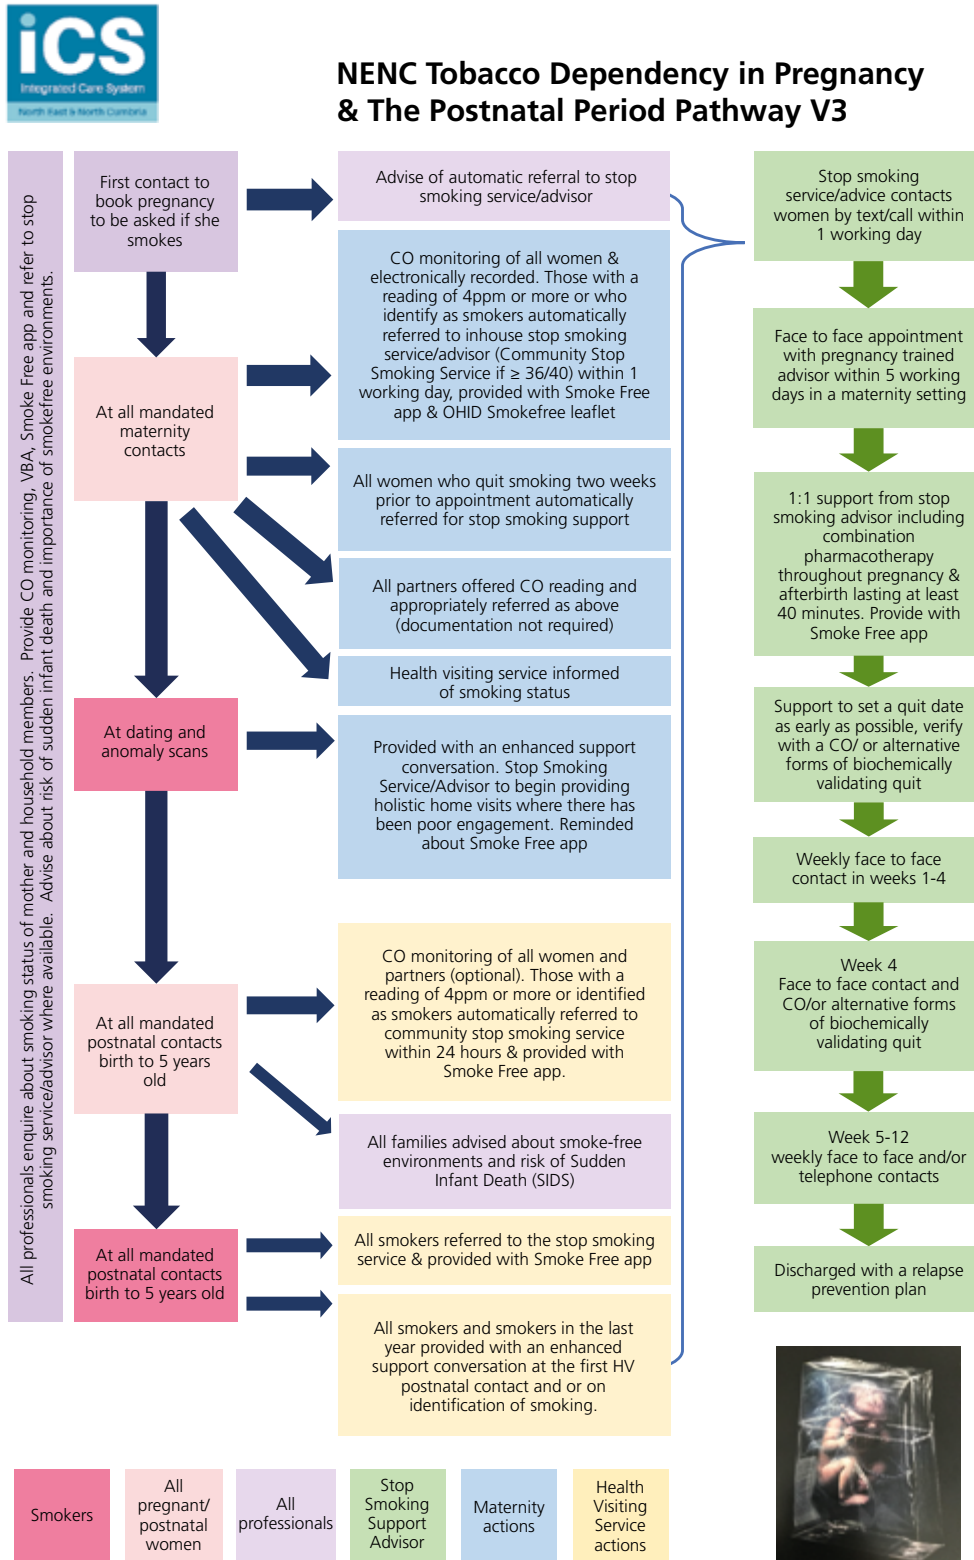 iCS
Integrated Care System
North East & North Cumbria
NENC Tobacco Dependency in Pregnancy
& The Postnatal Period Pathway V3
All professionals enquire about smoking status of mother and household members. Provide CO monitoring, VBA, Smoke Free app and refer to stop
smoking service/advisor where available. Advise about risk of sudden infant death and importance of smokefree environments.
First contact to
book pregnancy
to be asked if she
smokes
At all mandated
maternity
contacts
At dating and
anomaly scans
At all mandated
postnatal contacts
birth to 5 years
old
At all mandated
postnatal contacts
birth to 5 years old
Advise of automatic referral to stop
smoking service/advisor
CO monitoring of all women &
electronically recorded. Those with a
reading of 4ppm or more or who
identify as smokers automatically
referred to inhouse stop smoking
service/advisor (Community Stop
Smoking Service if ≥ 36/40) within 1
working day, provided with Smoke Free
app & OHID Smokefree leaflet
All women who quit smoking two weeks
prior to appointment automatically
referred for stop smoking support
All partners offered CO reading and
appropriately referred as above
(documentation not required)
Health visiting service informed
of smoking status
Provided with an enhanced support
conversation. Stop Smoking
Service/Advisor to begin providing
holistic home visits where there has
been poor engagement. Reminded
about Smoke Free app
CO monitoring of all women and
partners (optional). Those with a
reading of 4ppm or more or identified
as smokers automatically referred to
community stop smoking service
within 24 hours & provided with
Smoke Free app.
All families advised about smoke-free
environments and risk of Sudden
Infant Death (SIDS)
All smokers referred to the stop smoking
service & provided with Smoke Free app
All smokers and smokers in the last
year provided with an enhanced
support conversation at the first HV
postnatal contact and or on
identification of smoking.
Stop smoking
service/advice contacts
women by text/call within
1 working day
Face to face appointment
with pregnancy trained
advisor within 5 working
days in a maternity setting
1:1 support from stop
smoking advisor including
combination
pharmacotherapy
throughout pregnancy &
afterbirth lasting at least
40 minutes. Provide with
Smoke Free app
Support to set a quit date
as early as possible, verify
with a CO/ or alternative
forms of biochemically
validating quit
Weekly face to face
contact in weeks 1-4
Week 4
Face to face contact and
CO/or alternative forms
of biochemically
validating quit
Week 5-12
weekly face to face and/or
telephone contacts
Discharged with a relapse
prevention plan
Smokers
All
pregnant/
postnatal
women
All
professionals
Stop
Smoking
Support
Advisor
Maternity
actions
Health
Visiting
Service
actions